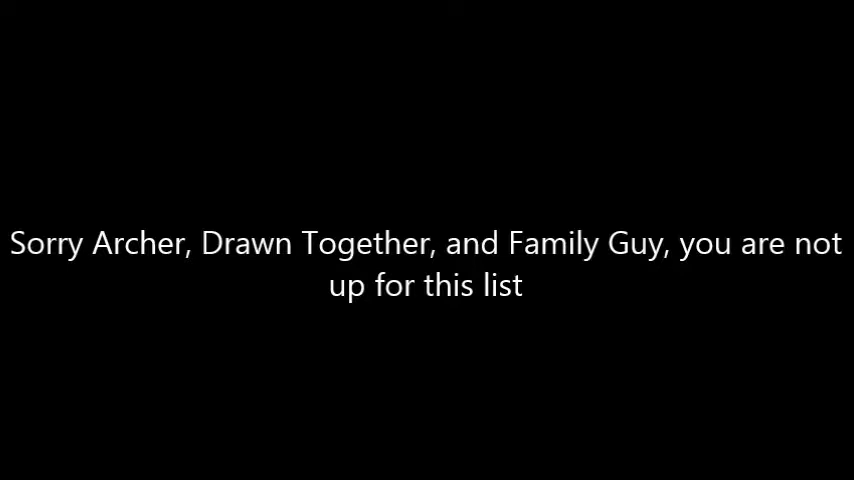 Sorry Archer, Drawn Together, and Family Guy, you are not
up for this list